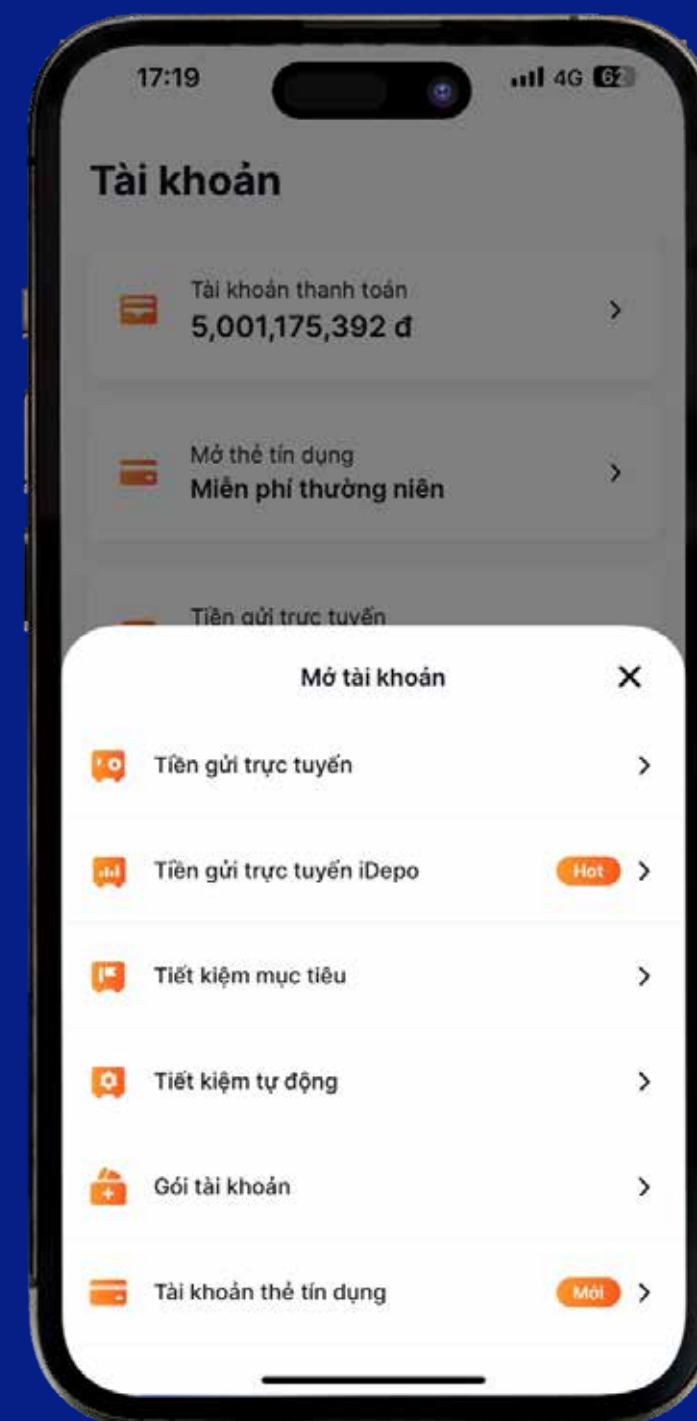 17:19
4G 62
Tài khoản
Tài khoản thanh toán
5,001,175,392 đ
Mở thẻ tín dụng
Miễn phí thường niên
Tiền gửi trực tuyến
Mở tài khoản
Tiền gửi trực tuyến
Tiền gửi trực tuyến iDepo
Hot
Tiết kiệm mục tiêu
Tiết kiệm tự động
Gói tài khoản
Tài khoản thẻ tín dụng
Mới